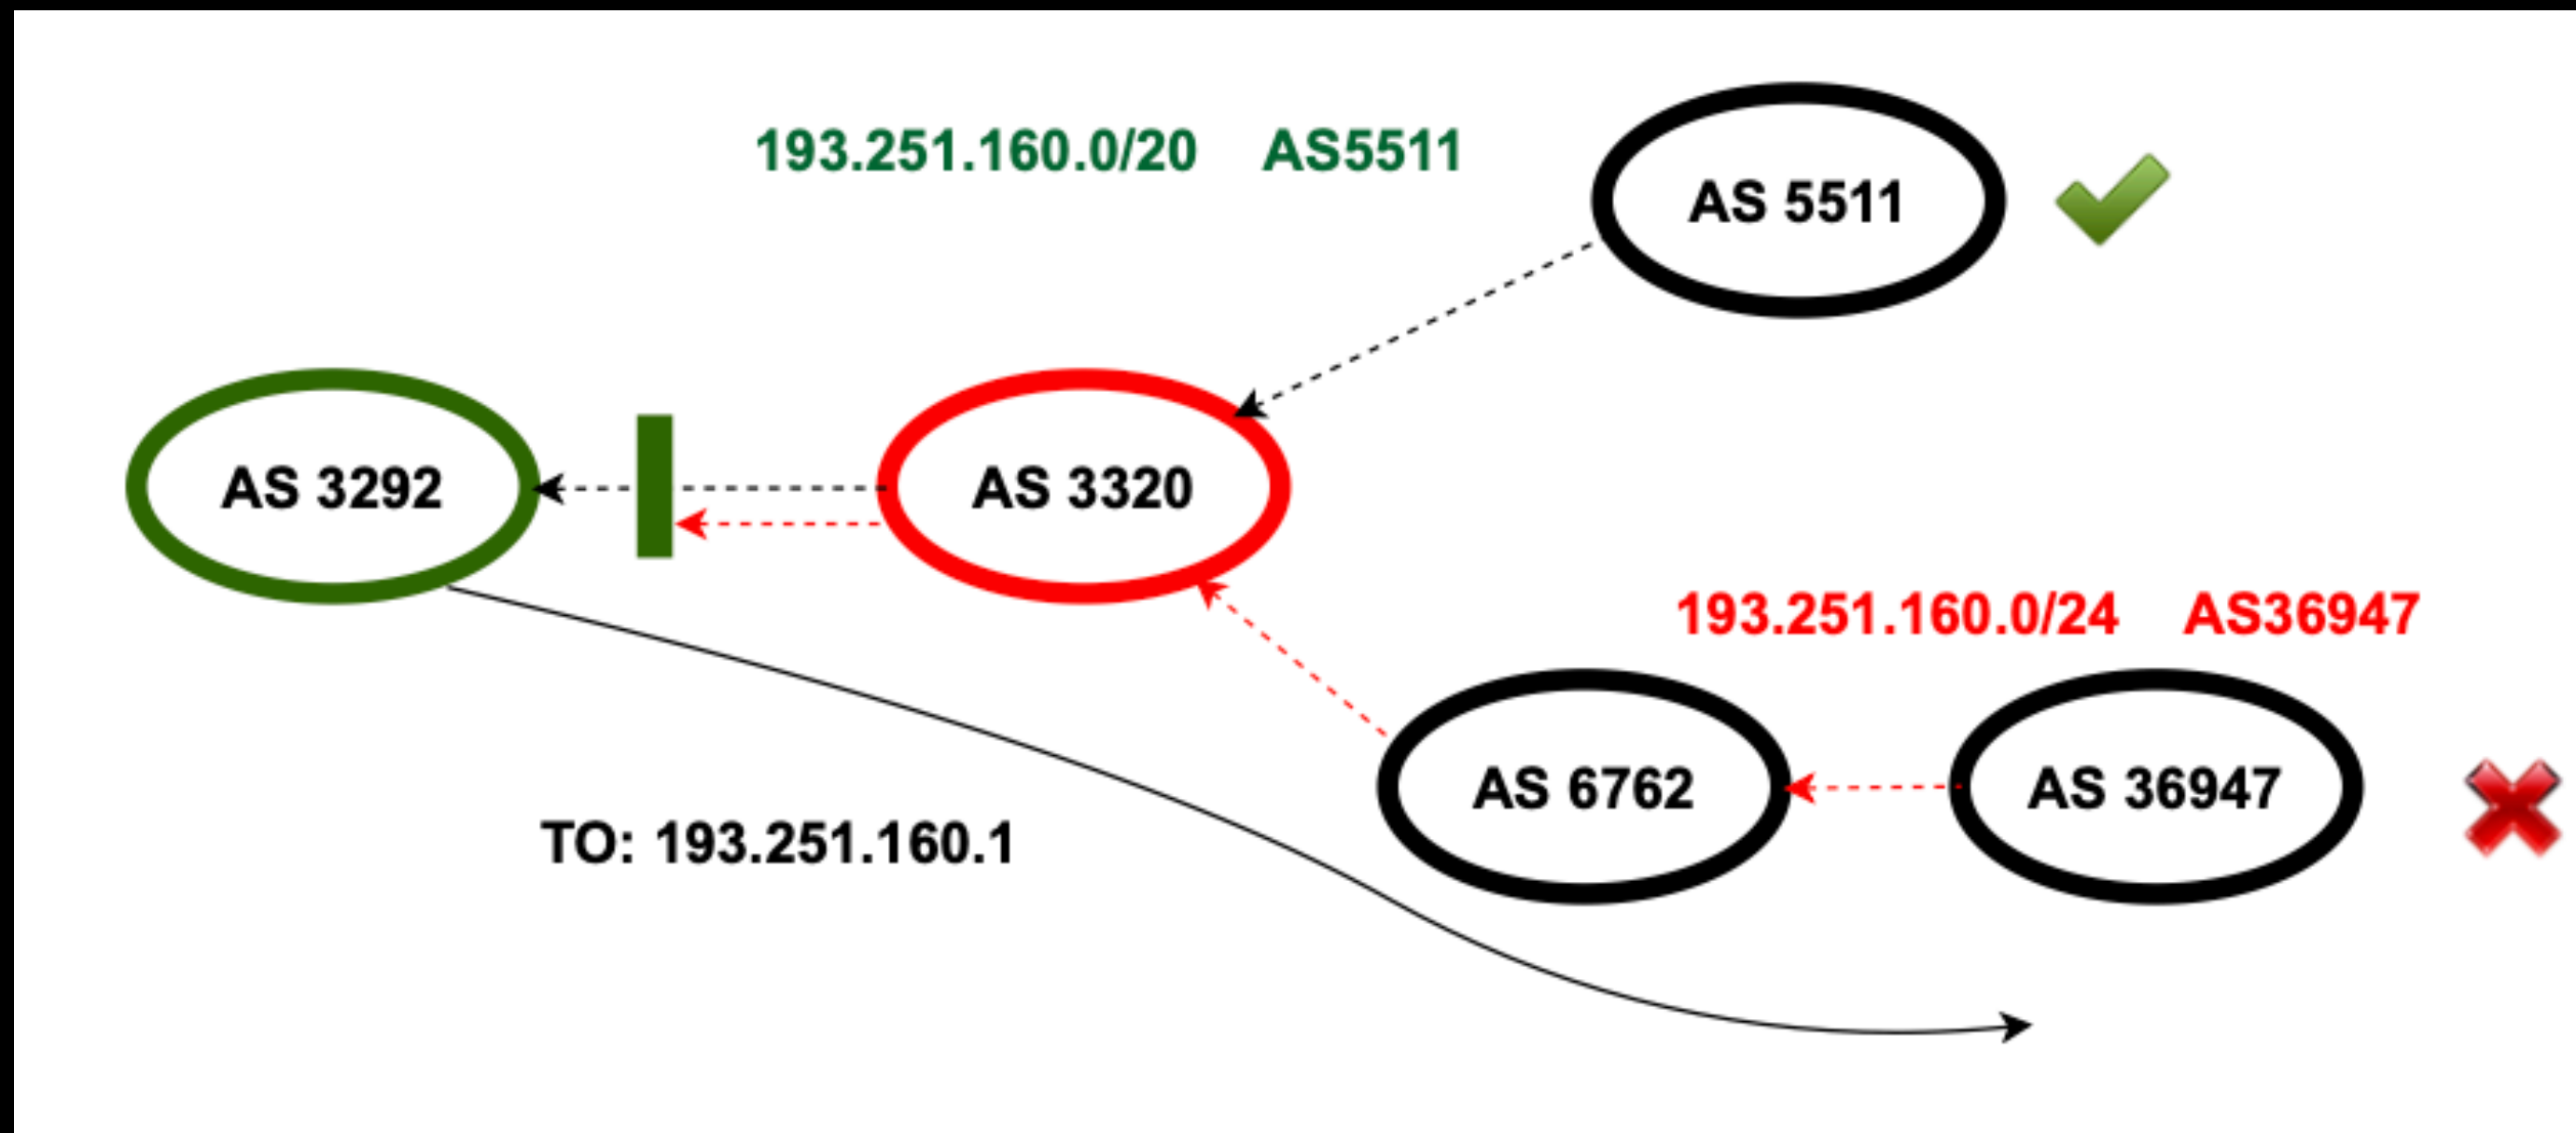 193.251.160.0/20 AS5511
AS 5511
AS 3292
AS 3320
193.251.160.0/24 AS36947
AS 6762
AS 36947
TO: 193.251.160.1